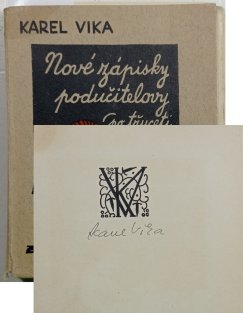 KAREL VIKA
Nové zápisky
podučitelovy
(po třiceti
Karel Vika